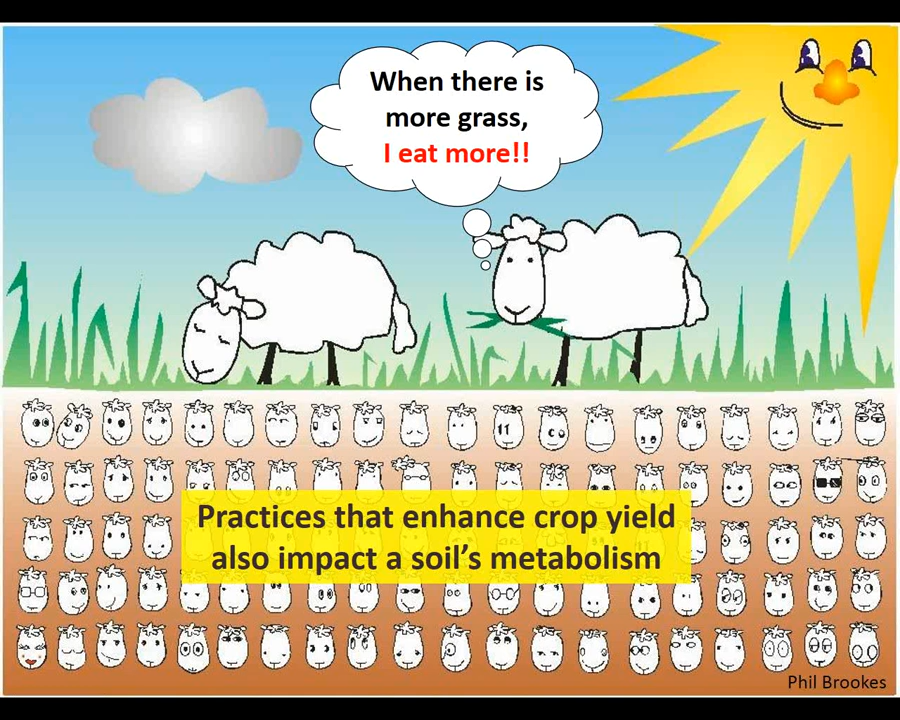 When there is
more grass,
I eat more!!
Practices that enhance crop yield
also impact a soil's metabolism
Phil Brookes